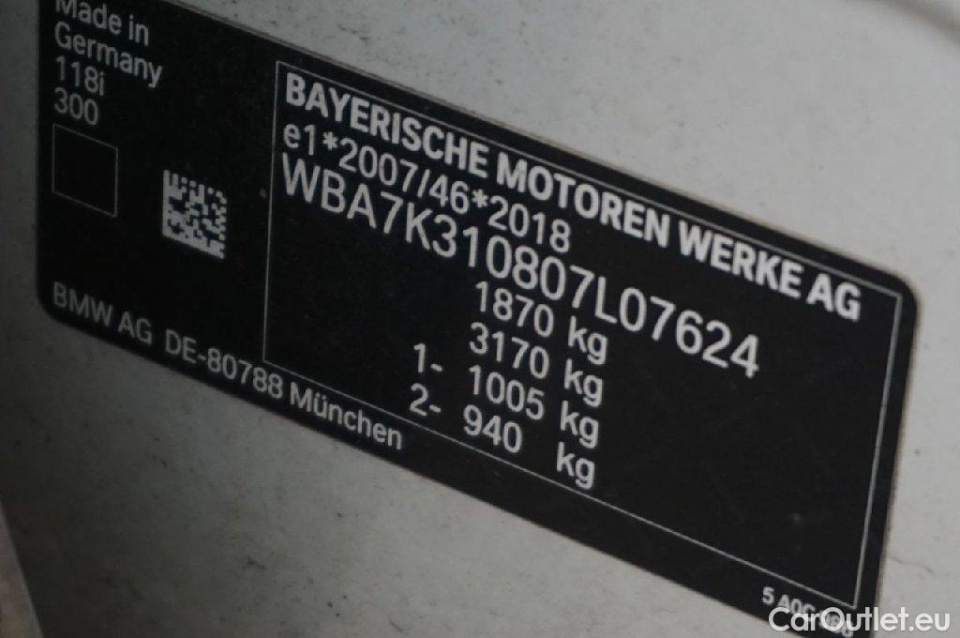 Made in
Germany
118i
300
BMW AG DE-80788 München
BAYERISCHE MOTOREN WERKE AG
e1*2007/46*2018
WBA7K310807L07624
1870 kg
3170 kg
1- 1005 kg
2- 940 kg
5
CarOutlet.eu